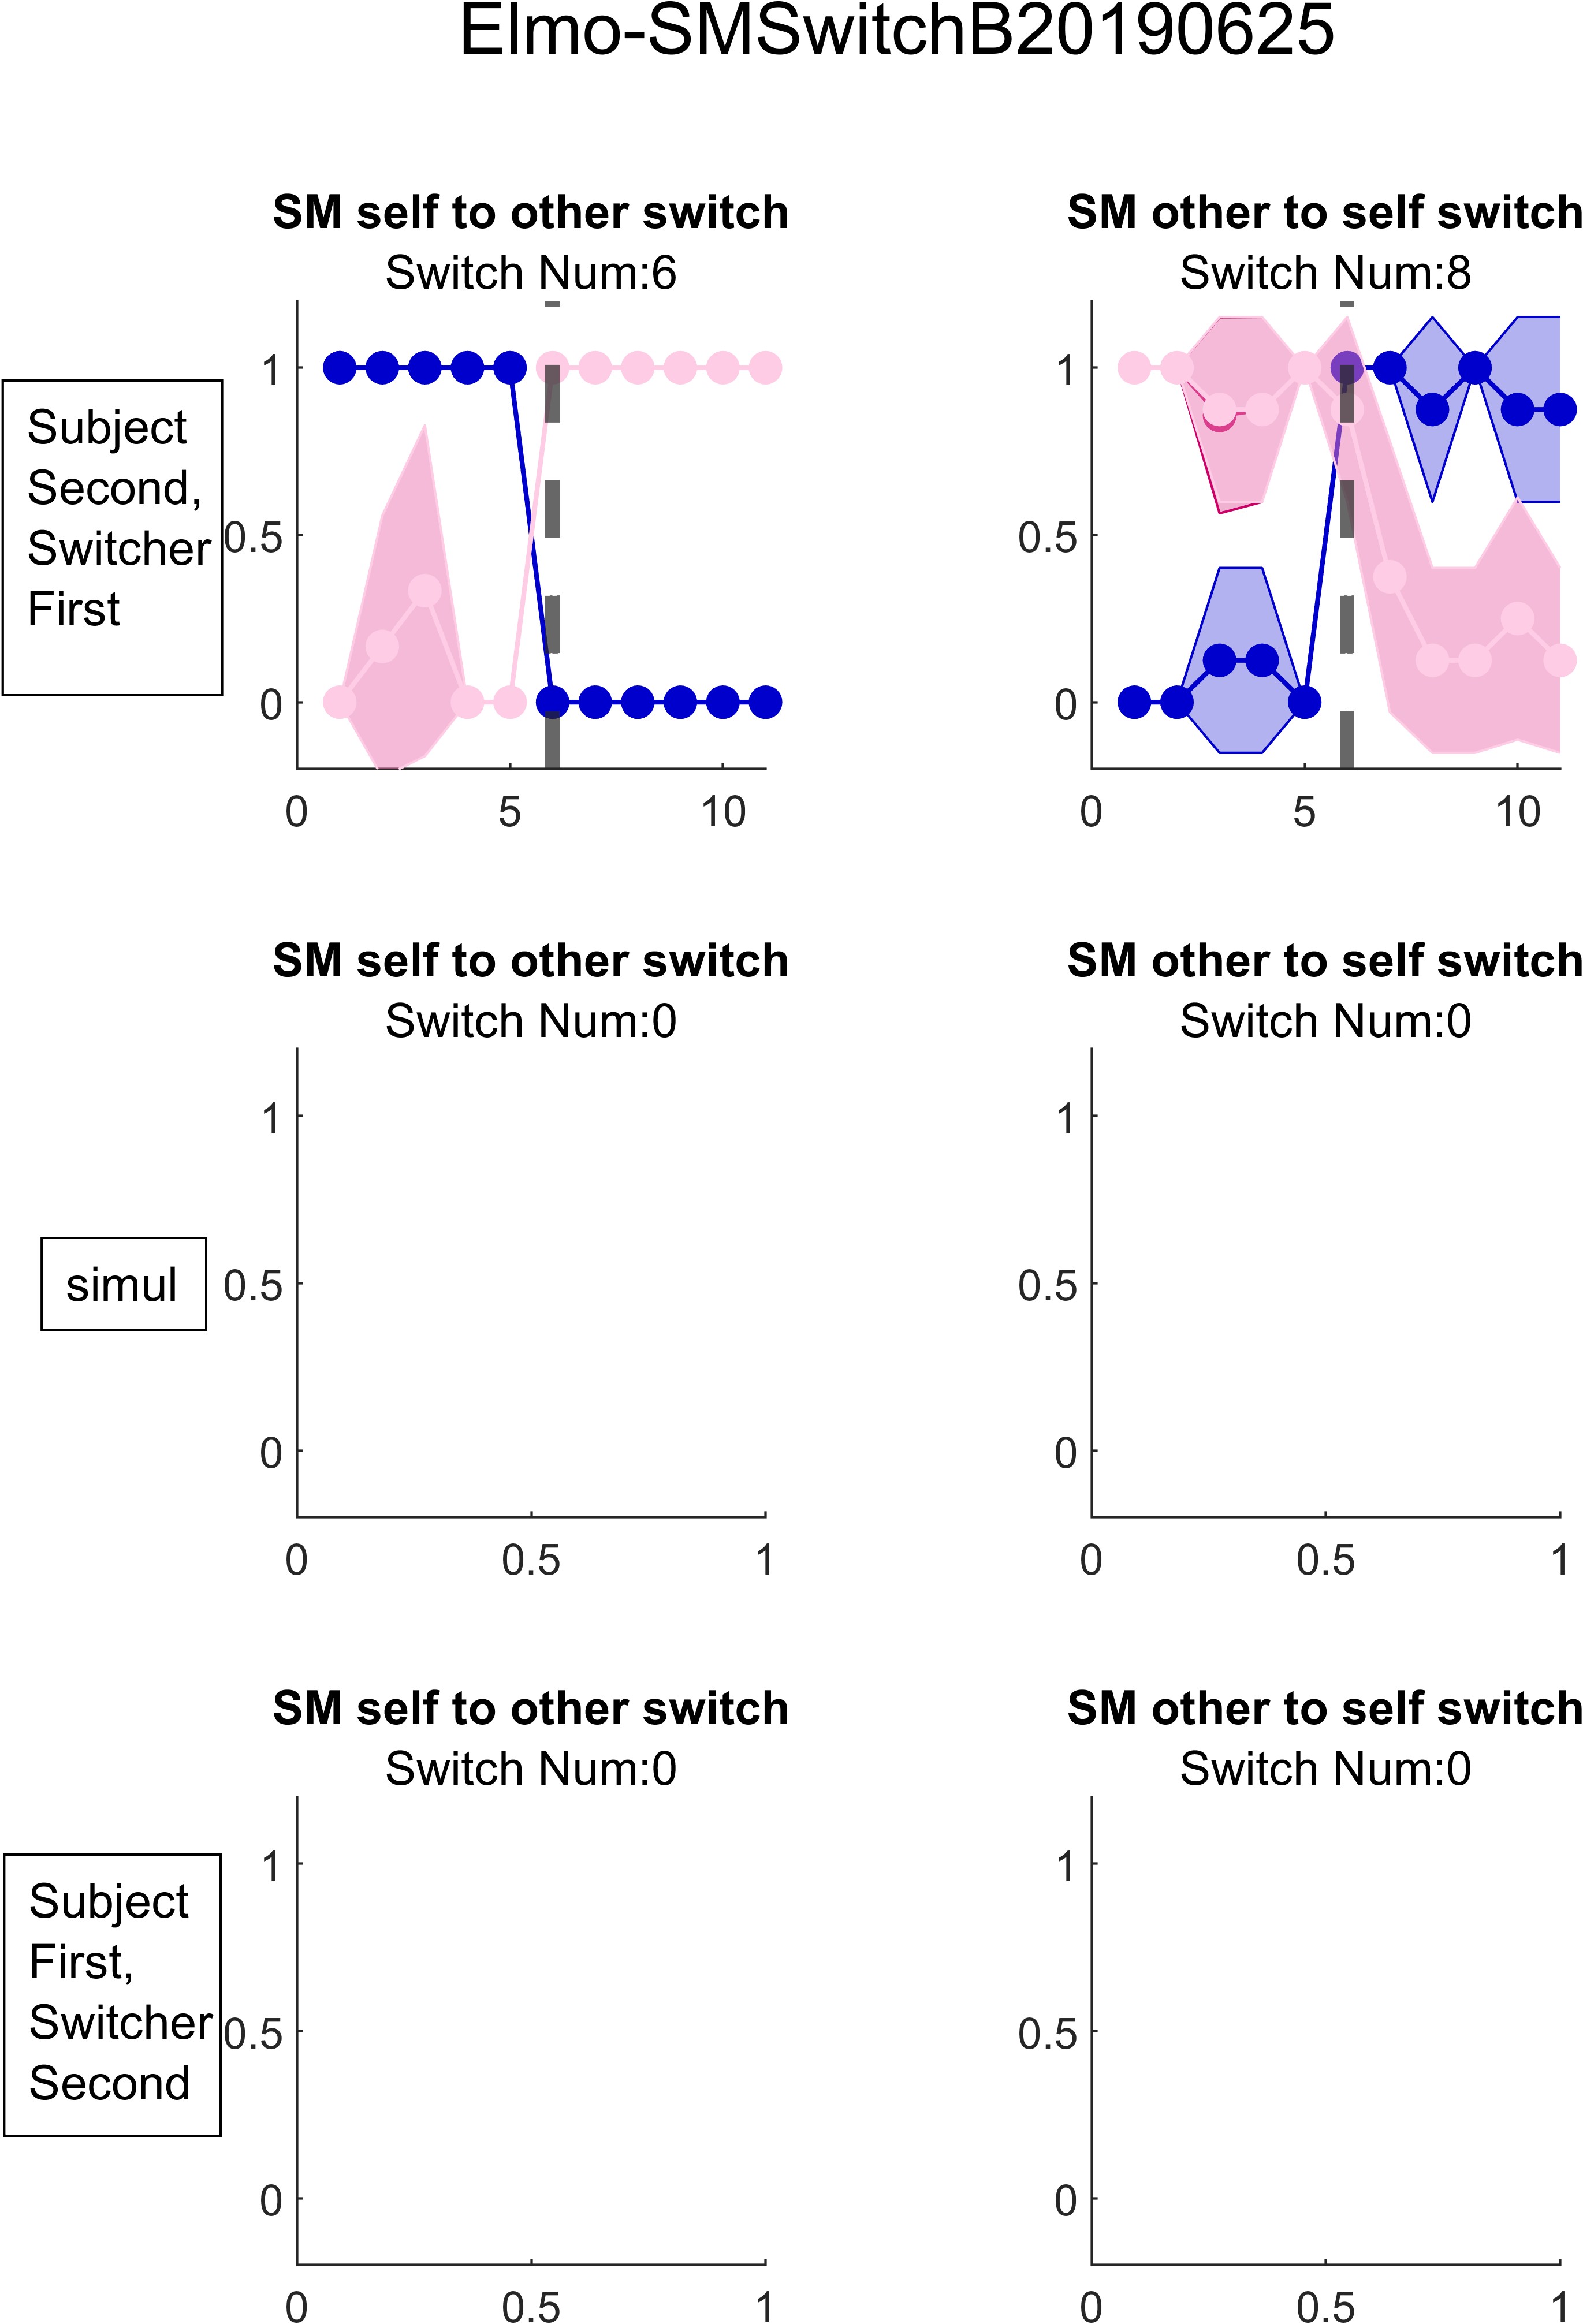 Elmo-SMSwitchB20190625
SM self to other switch
Switch Num:6
SM other to self switch
Switch Num:8
Subject
Second,
Switcher
First
1
0.5
0
0 5 10
1
0.5
0
0 5 10
SM self to other switch
Switch Num:0
SM other to self switch
Switch Num:0
simul
1
0.5
0
0 0.5 1
1
0.5
0
0 0.5 1
SM self to other switch
Switch Num:0
SM other to self switch
Switch Num:0
Subject
First,
Switcher
Second
1
0.5
0
0 0.5 1
1
0.5
0
0 0.5 1